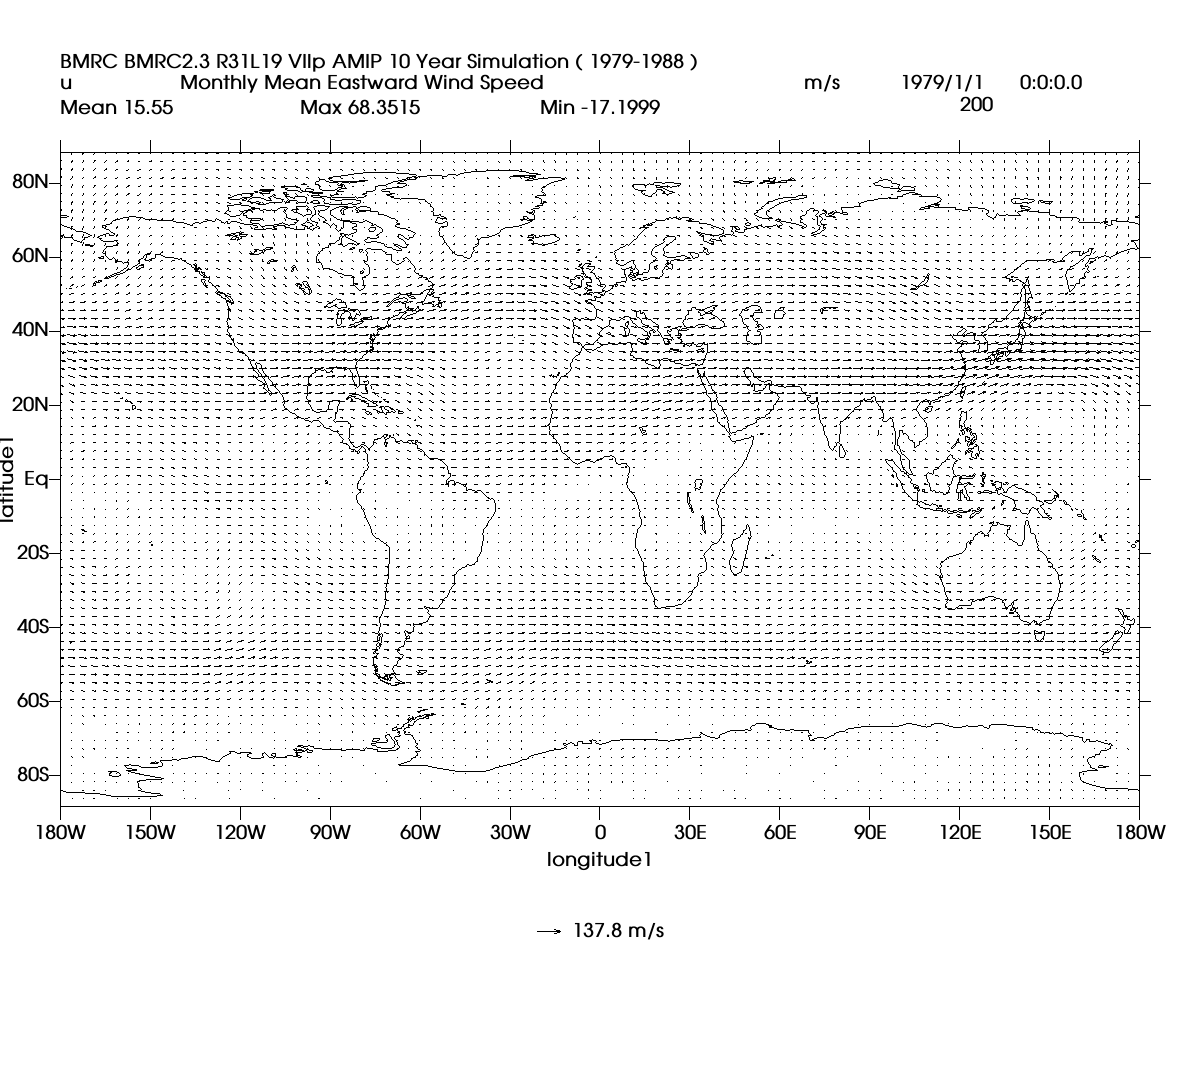 BMRC BMRC2.3 R31L19 VIIp AMIP 10 Year Simulation ( 1979-1988 )
u Monthly Mean Eastward Wind Speed m/s 1979/1/1 0:0:0.0
Mean 15.55 Max 68.3515 Min -17.1999 200
80N
60N
40N
20N
Eq
20S
40S
60S
80S
latitude1
180W 150W 120W 90W 60W 30W 0 30E 60E 90E 120E 150E 180W
longitude1
137.8 m/s